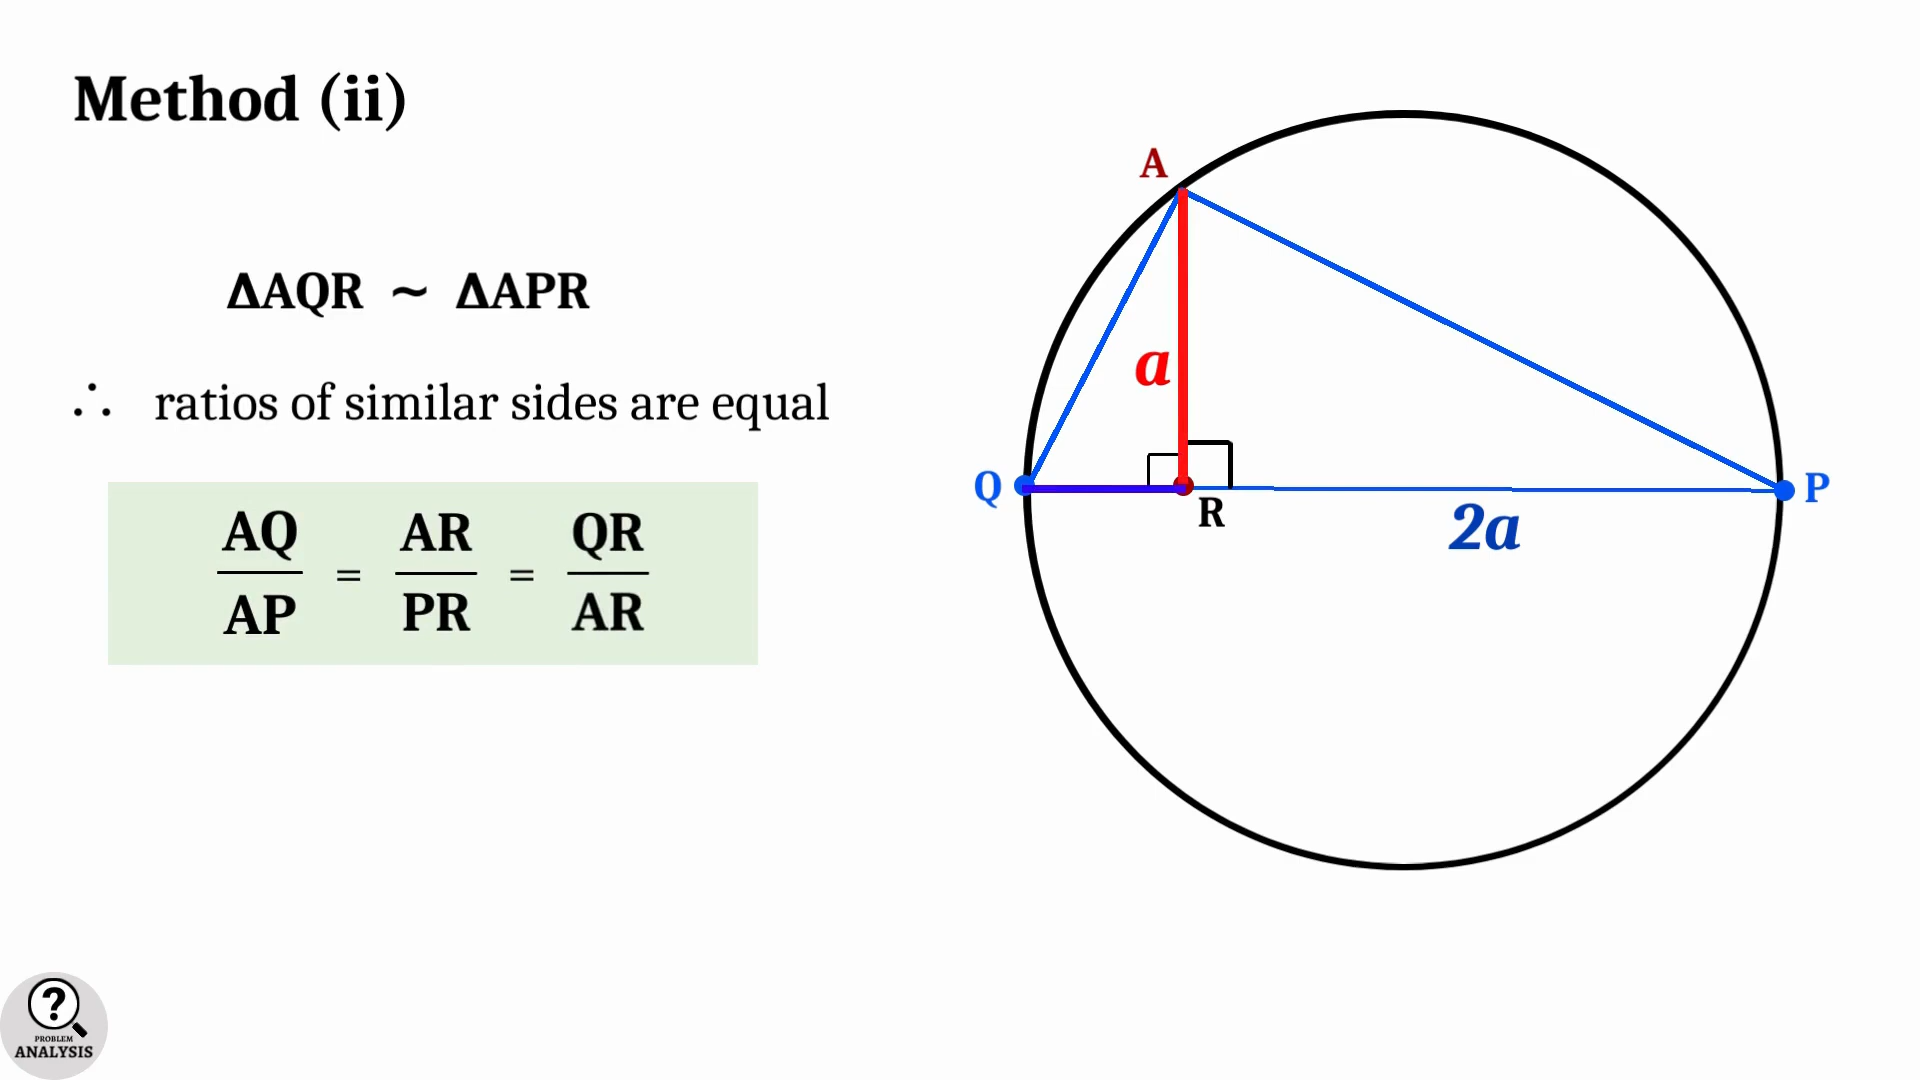 Method (ii)
ΔAQR ~ ΔAPR
∴ ratios of similar sides are equal
AQ/AP = AR/PR = QR/AR
A
a
Q
R
P
2a
?
PROBLEM
ANALYSIS